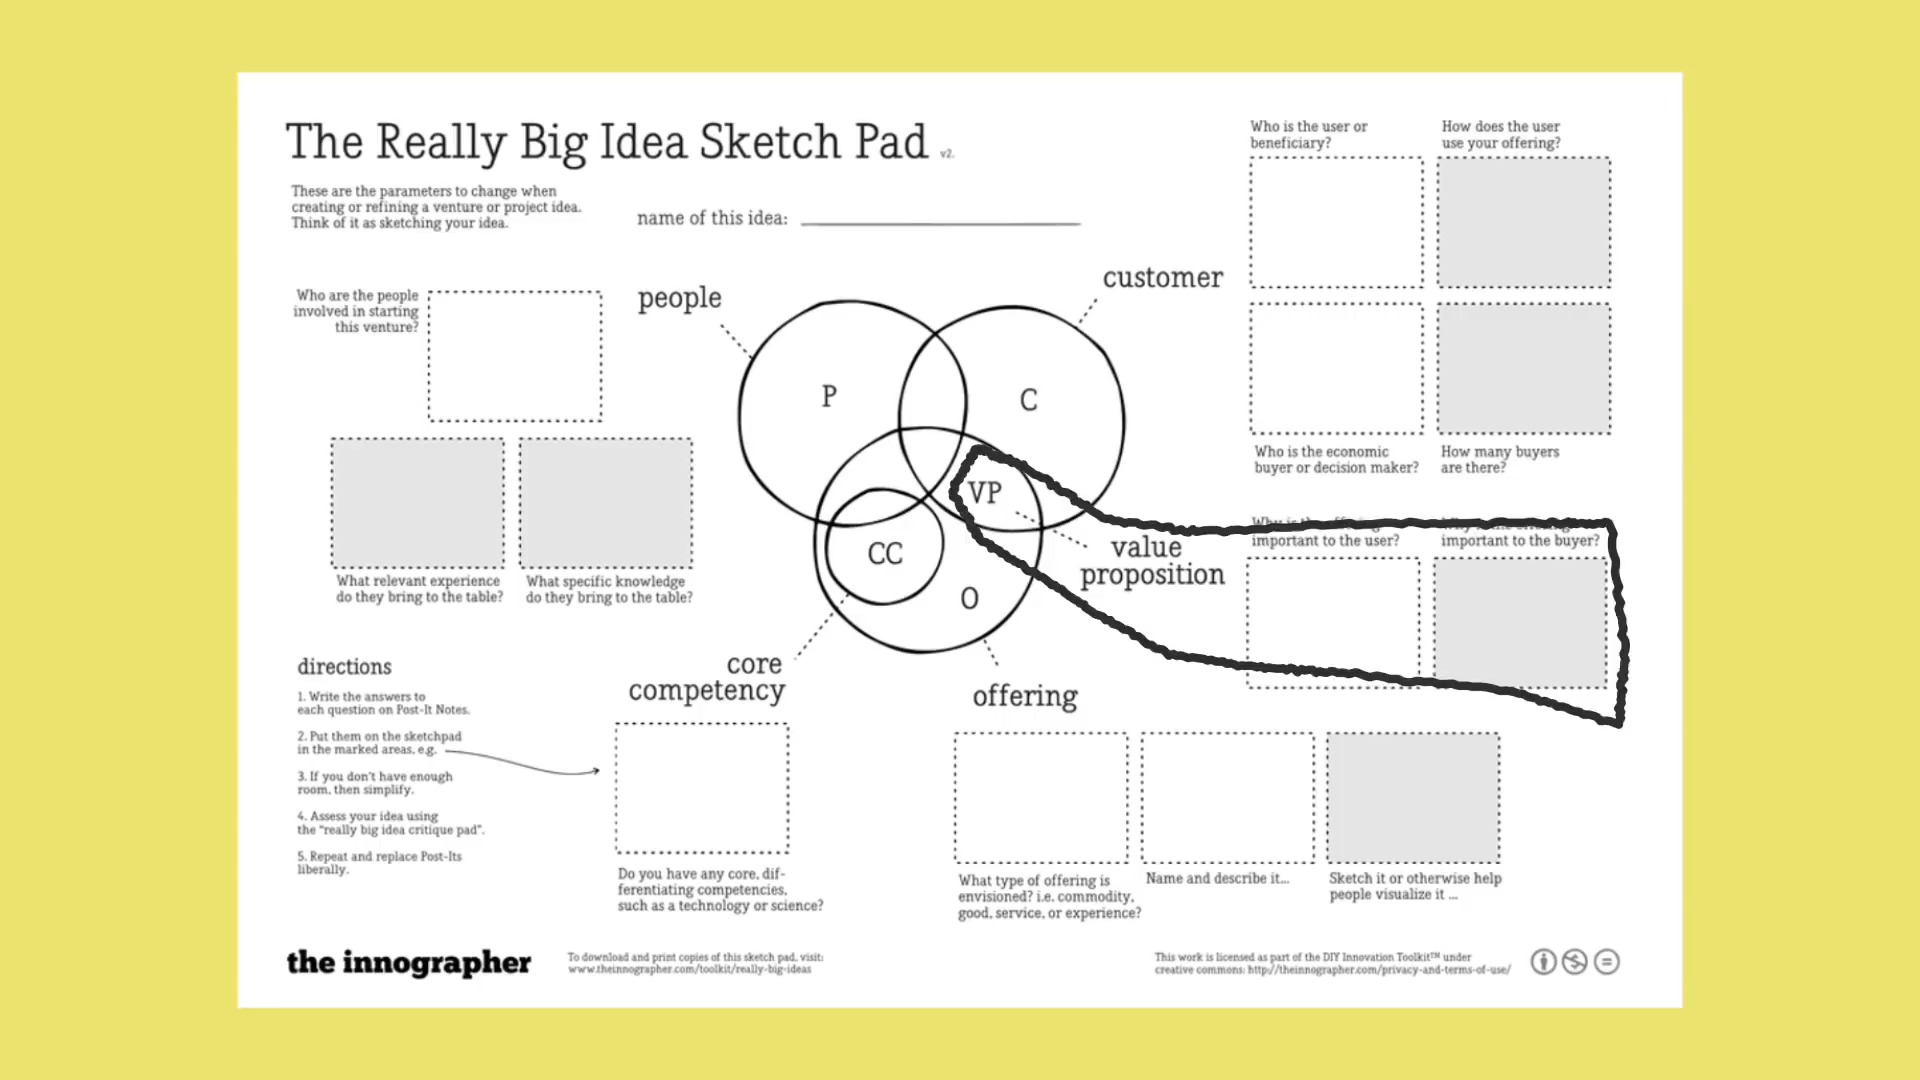 The Really Big Idea Sketch Pad v2.
These are the parameters to change when
creating or refining a venture or project idea.
Think of it as sketching your idea.
name of this idea:
Who is the user or
beneficiary?
How does the user
use your offering?
people
customer
Who are the people
involved in starting
this venture?
P
C
Who is the economic
buyer or decision maker?
How many buyers
are there?
VP
important to the user?
important to the buyer?
value
proposition
CC
O
What relevant experience
do they bring to the table?
What specific knowledge
do they bring to the table?
core
competency
offering
directions
1. Write the answers to
each question on Post-It Notes.
2. Put them on the sketchpad
in the marked areas, e.g.
3. If you don't have enough
room, then simplify.
4. Assess your idea using
the "really big idea critique pad".
5. Repeat and replace Post-Its
liberally.
Do you have any core, dif-
ferentiating competencies,
such as a technology or science?
What type of offering is
envisioned? i.e. commodity,
good, service, or experience?
Name and describe it...
Sketch it or otherwise help
people visualize it ...
the innographer
To download and print copies of this sketch pad, visit:
www.theinnographer.com/toolkit/really-big-ideas
This work is licensed as part of the DIY Innovation Toolkit™ under
creative commons: http://theinnographer.com/privacy-and-terms-of-use/